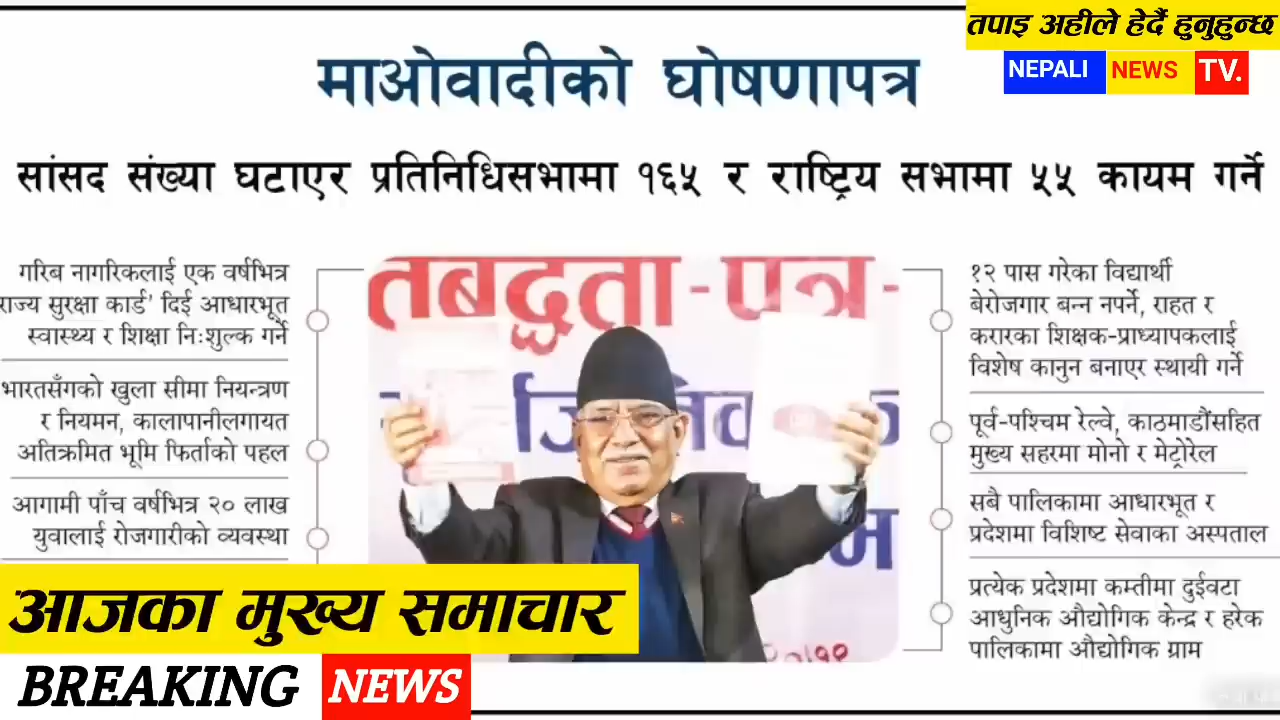 तपाइ अहीले हेर्दै हुनुहुन्छ
NEPALI NEWS TV.
माओवादीको घोषणापत्र
सांसद संख्या घटाएर प्रतिनिधिसभामा १६५ र राष्ट्रिय सभामा ५५ कायम गर्ने
गरिब नागरिकलाई एक वर्षभित्र
राज्य सुरक्षा कार्ड’ दिई आधारभूत
स्वास्थ्य र शिक्षा निःशुल्क गर्ने
भारतसँगको खुला सीमा नियन्त्रण
र नियमन, कालापानीलगायत
अतिक्रमित भूमि फिर्ताको पहल
आगामी पाँच वर्षभित्र २० लाख
युवालाई रोजगारीको व्यवस्था
तबद्धता-पत्र-
१२ पास गरेका विद्यार्थी
बेरोजगार बन्न नपर्ने, राहत र
करारका शिक्षक-प्राध्यापकलाई
विशेष कानुन बनाएर स्थायी गर्ने
पूर्व-पश्चिम रेल्वे, काठमाडौंसहित
मुख्य सहरमा मोनो र मेट्रोरेल
सबै पालिकामा आधारभूत र
प्रदेशमा विशिष्ट सेवाका अस्पताल
प्रत्येक प्रदेशमा कम्तीमा दुईवटा
आधुनिक औद्योगिक केन्द्र र हरेक
पालिकामा औद्योगिक ग्राम
आजका मुख्य समाचार
BREAKING NEWS